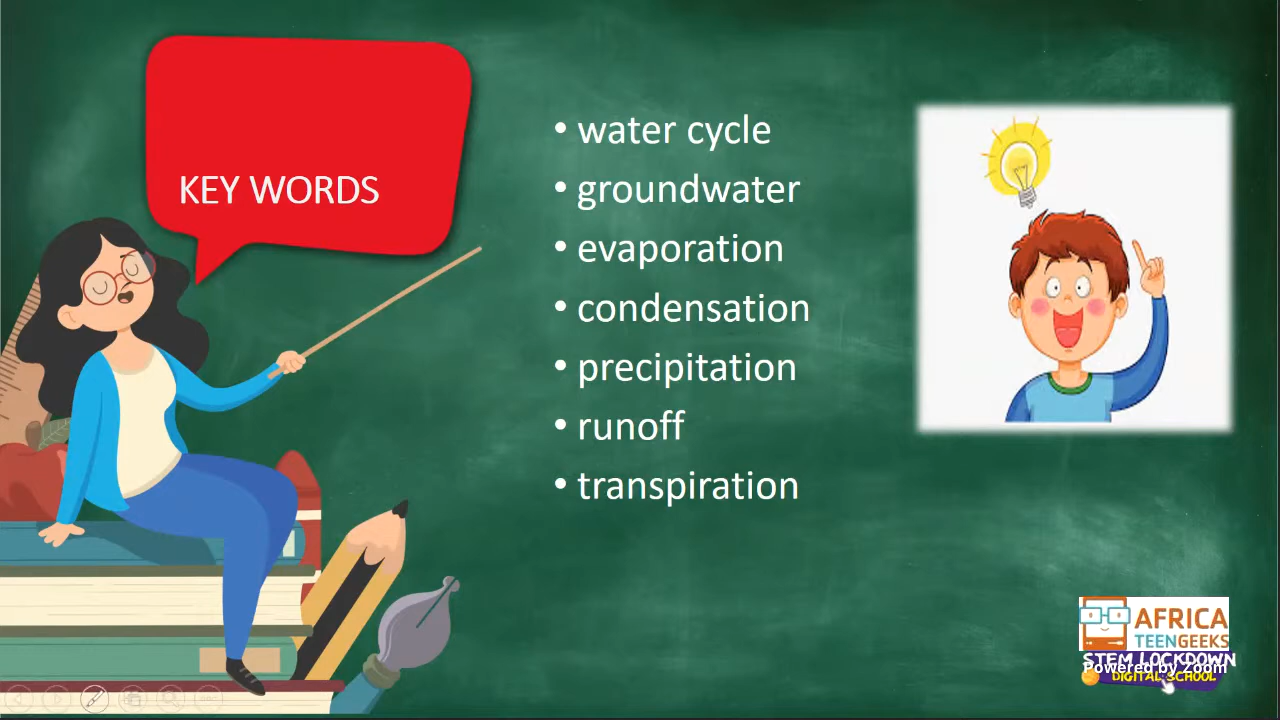 KEY WORDS
• water cycle
• groundwater
• evaporation
• condensation
• precipitation
• runoff
• transpiration
AFRICA
TEENGEEKS
STEM LOCKDOWN
Powered by Zoom
DIGITAL SCHOOL